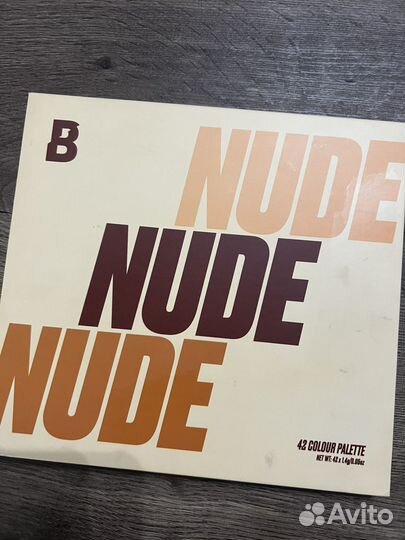 B
NUDE
NUDE
NUDE
42 COLOUR PALETTE
NET WT: 42 x 1.4g/0.05oz
Avito